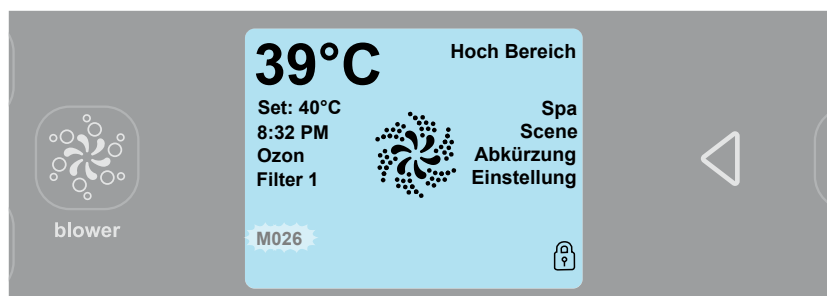 39°C
Hoch Bereich
Set: 40°C
8:32 PM
Ozon
Filter 1
Spa
Scene
Abkürzung
Einstellung
M026
blower